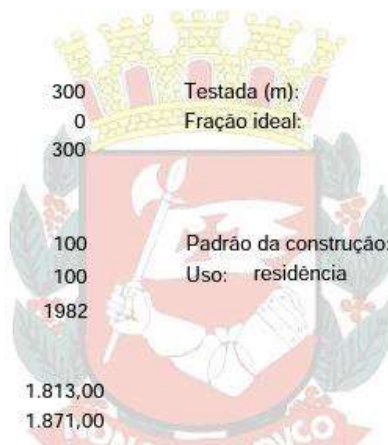 300 Testada (m):
0 Fração ideal:
300
100 Padrão da construção:
100 Uso: residência
1982
1.813,00
1.871,00